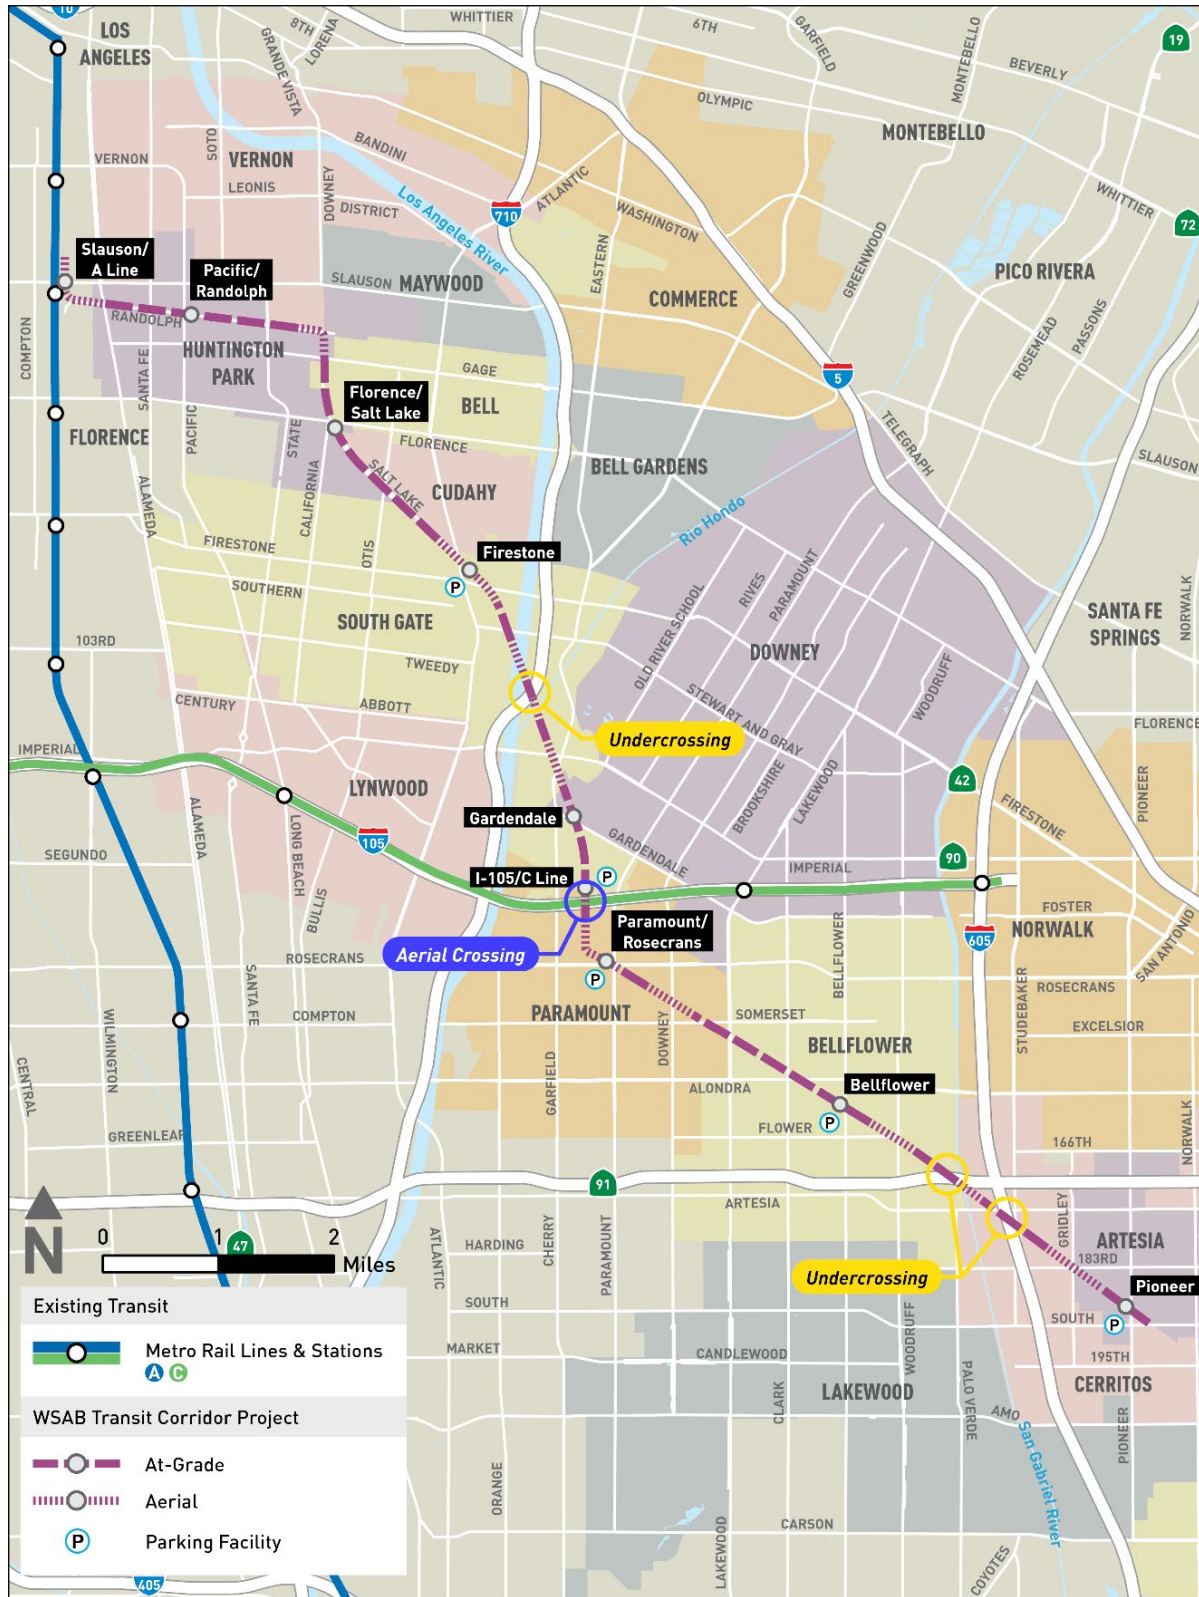 10
LOS
ANGELES
8TH
LORENA
WHITTIER
6TH
GARFIELD
19
GRANDE VISTA
MONTEBELLO
BEVERLY
OLYMPIC
MONTEBELLO
SOTO
BANDINI
VERNON
VERNON
LEONIS
DOWNEY
DISTRICT
Los Angeles River
710
ATLANTIC
WASHINGTON
WHITTIER
72
Slauson/
A Line
Pacific/
Randolph
SLAUSON
MAYWOOD
EASTERN
COMMERCE
GREENWOOD
PICO RIVERA
ROSEMEAD
PASSONS
RANDOLPH
COMPTON
SANTA FE
HUNTINGTON
PARK
GAGE
5
Florence/
Salt Lake
BELL
FLORENCE
PACIFIC
STATE
FLORENCE
TELEGRAPH
BELL GARDENS
SLAUSON
SALT LAKE
CUDAHY
ALAMEDA
CALIFORNIA
Rio Hondo
FIRESTONE
OTIS
Firestone
P
SOUTHERN
RIVES
PARAMOUNT
OLD RIVER SCHOOL
SOUTH GATE
SANTA FE
SPRINGS
NORWALK
103RD
DOWNEY
TWEEDY
WOODRUFF
CENTURY
ABBOTT
STEWART AND GRAY
FLORENCE
Undercrossing
IMPERIAL
LYNWOOD
BROOKSHIRE
LAKEWOOD
42
PIONEER
FIRESTONE
ALAMEDA
LONG BEACH
105
Gardendale
GARDENDALE
SEGUNDO
IMPERIAL
90
I-105/C Line
P
BULLIS
FOSTER
Paramount/
Rosecrans
BELLFLOWER
605
NORWALK
SAN ANTONIO
Aerial Crossing
ROSECRANS
P
ROSECRANS
SANTA FE
WILMINGTON
COMPTON
PARAMOUNT
DOWNEY
SOMERSET
STUDEBAKER
EXCELSIOR
BELLFLOWER
CENTRAL
GARFIELD
ALONDRA
Bellflower
P
FLOWER
GREENLEAF
166TH
NORWALK
91
ARTESIA
GRIDLEY
N
0
1
2
Miles
47
ATLANTIC
HARDING
CHERRY
PARAMOUNT
ARTESIA
183RD
Undercrossing
Pioneer
P
SOUTH
SOUTH
Existing Transit
Metro Rail Lines & Stations
A C
MARKET
CANDLEWOOD
WOODRUFF
195TH
CLARK
LAKEWOOD
PALO VERDE
CERRITOS
AMO
PIONEER
San Gabriel River
WSAB Transit Corridor Project
At-Grade
Aerial
P
Parking Facility
ORANGE
CARSON
LAKEWOOD
COYOTES
405